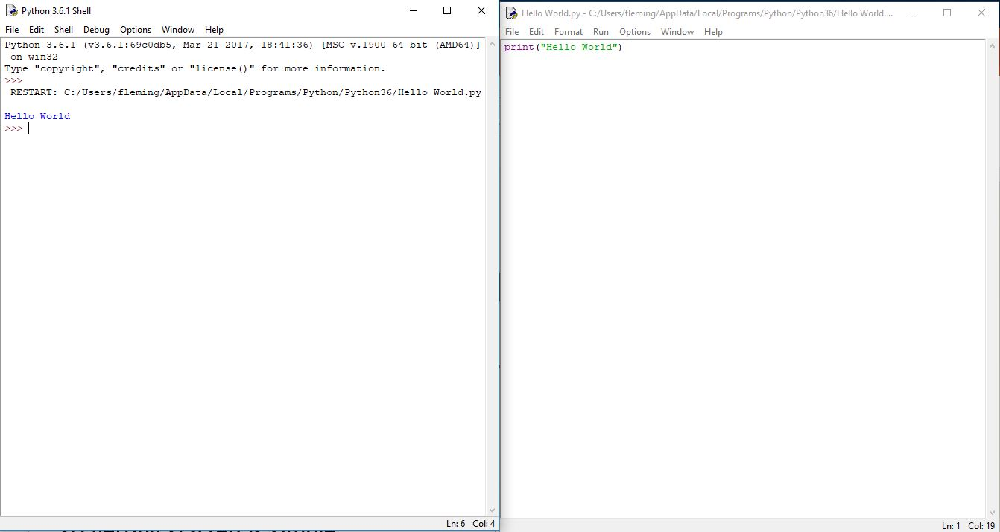 Python 3.6.1 Shell
File Edit Shell Debug Options Window Help
Python 3.6.1 (v3.6.1:69c0db5, Mar 21 2017, 18:41:36) [MSC v.1900 64 bit (AMD64)]
on win32
Type "copyright", "credits" or "license()" for more information.
>>>
RESTART: C:/Users/fleming/AppData/Local/Programs/Python/Python36/Hello World.py
Hello World
>>>
Ln: 6 Col: 4
Hello World.py - C:/Users/fleming/AppData/Local/Programs/Python/Python36/Hello World....
File Edit Format Run Options Window Help
print("Hello World")
Ln: 1 Col: 19